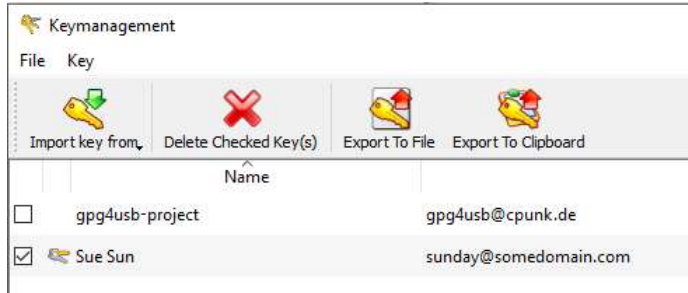 Keymanagement
File Key
Import key from Delete Checked Key(s) Export To File Export To Clipboard
Name
gpg4usb-project gpg4usb@cpunk.de
Sue Sun sunday@somedomain.com